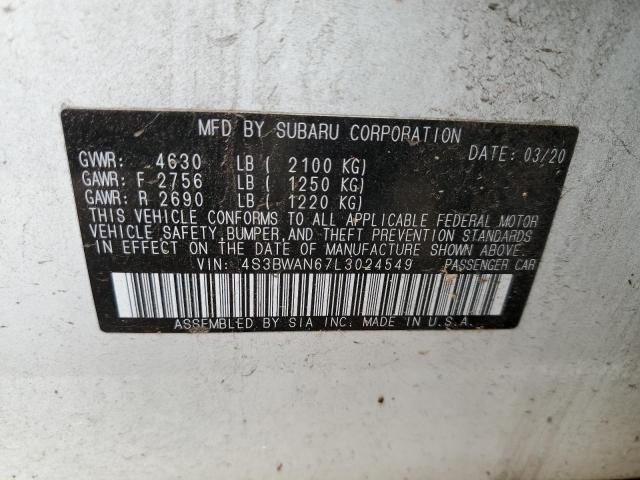 MFD BY SUBARU CORPORATION
DATE: 03/20
GVWR: 4630 LB ( 2100 KG)
GAWR: F 2756 LB ( 1250 KG)
GAWR: R 2690 LB ( 1220 KG)
THIS VEHICLE CONFORMS TO ALL APPLICABLE FEDERAL MOTOR
VEHICLE SAFETY, BUMPER, AND THEFT PREVENTION STANDARDS
IN EFFECT ON THE DATE OF MANUFACTURE SHOWN ABOVE.
VIN: 4S3BWAN67L3024549 PASSENGER CAR
ASSEMBLED BY SIA INC. MADE IN U.S.A.